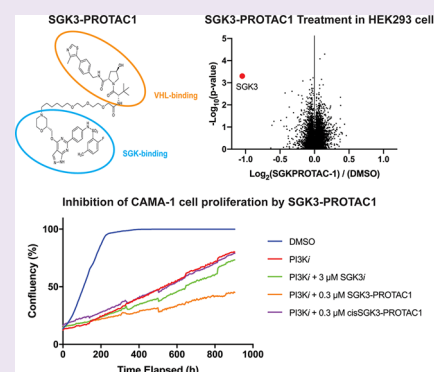 SGK3-PROTAC1
SGK3-PROTAC1 Treatment in HEK293 cell
VHL-binding
SGK-binding
-Log10(p-value)
5
4
3
2
1
0
SGK3
-1.0
-0.5
0.0
0.5
1.0
Log2(SGKPROTAC-1) / (DMSO)
Inhibition of CAMA-1 cell proliferation by SGK3-PROTAC1
Confluency (%)
100
50
0
0
200
400
600
800
1000
Time Elapsed (h)
DMSO
PI3Ki
PI3Ki + 3 µM SGK3i
PI3Ki + 0.3 µM SGK3-PROTAC1
PI3Ki + 0.3 µM cisSGK3-PROTAC1